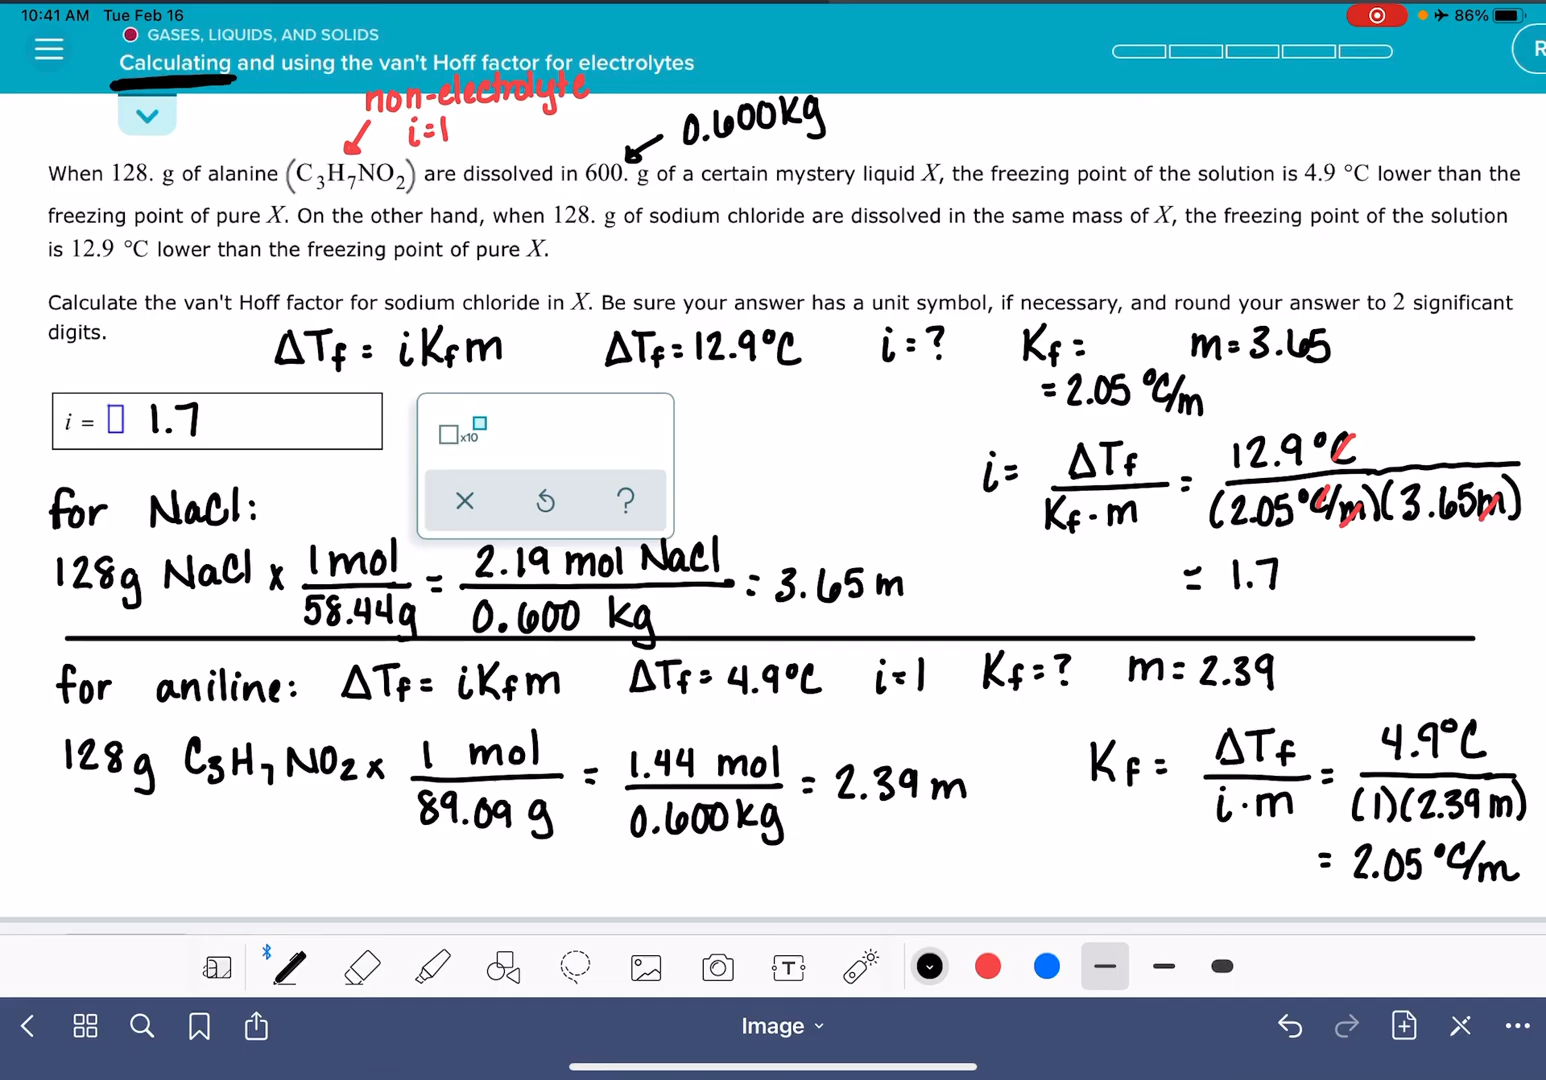 10:41 AM Tue Feb 16
86%
GASES, LIQUIDS, AND SOLIDS
Calculating and using the van't Hoff factor for electrolytes
R
non-electrolyte
i=1
0.600kg
When 128. g of alanine (C3H7NO2) are dissolved in 600. g of a certain mystery liquid X, the freezing point of the solution is 4.9 °C lower than the
freezing point of pure X. On the other hand, when 128. g of sodium chloride are dissolved in the same mass of X, the freezing point of the solution
is 12.9 °C lower than the freezing point of pure X.
Calculate the van't Hoff factor for sodium chloride in X. Be sure your answer has a unit symbol, if necessary, and round your answer to 2 significant
digits.
ΔTf = iKfm ΔTf = 12.9°C i = ? Kf = m = 3.65
= 2.05 °C/m
i = 1.7
x10
i = ΔTf / Kf · m = 12.9°C / (2.05°C/m)(3.65m)
= 1.7
for NaCl:
128g NaCl x 1mol / 58.44g = 2.19 mol NaCl / 0.600 kg = 3.65 m
for aniline: ΔTf = iKfm ΔTf = 4.9°C i=1 Kf = ? m = 2.39
128g C3H7NO2 x 1 mol / 89.09 g = 1.44 mol / 0.600kg = 2.39 m
Kf = ΔTf / i · m = 4.9°C / (1)(2.39m)
= 2.05 °C/m
Image